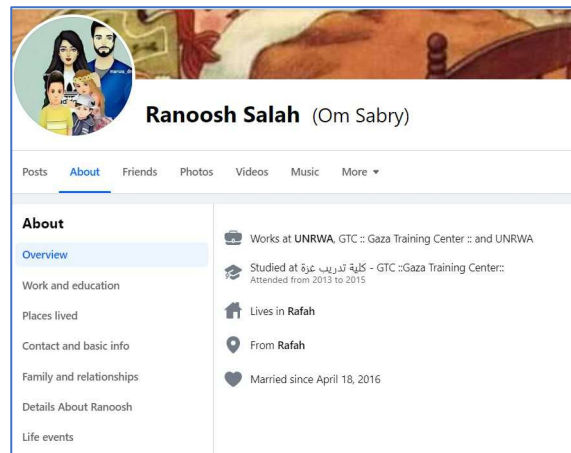 Ranoosh Salah (Om Sabry)
Posts About Friends Photos Videos Music More
About
Overview
Work and education
Places lived
Contact and basic info
Family and relationships
Details About Ranoosh
Life events
Works at UNRWA, GTC :: Gaza Training Center :: and UNRWA
Studied at كلية تدريب غزة - GTC ::Gaza Training Center::
Attended from 2013 to 2015
Lives in Rafah
From Rafah
Married since April 18, 2016